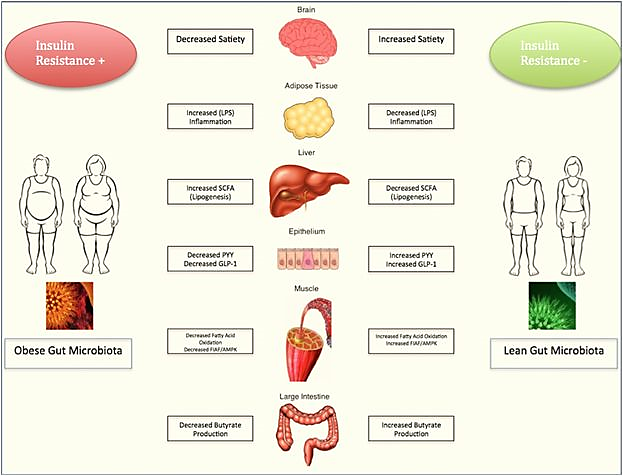 Brain
Insulin
Resistance +
Decreased Satiety
Increased Satiety
Insulin
Resistance -
Adipose Tissue
Increased (LPS)
Inflammation
Decreased (LPS)
Inflammation
Liver
Increased SCFA
(Lipogenesis)
Decreased SCFA
(Lipogenesis)
Epithelium
Decreased PYY
Decreased GLP-1
Increased PYY
Increased GLP-1
Muscle
Decreased Fatty Acid
Oxidation
Decreased FIAF/AMPK
Increased Fatty Acid Oxidation
Increased FIAF/AMPK
Obese Gut Microbiota
Lean Gut Microbiota
Large Intestine
Decreased Butyrate
Production
Increased Butyrate
Production